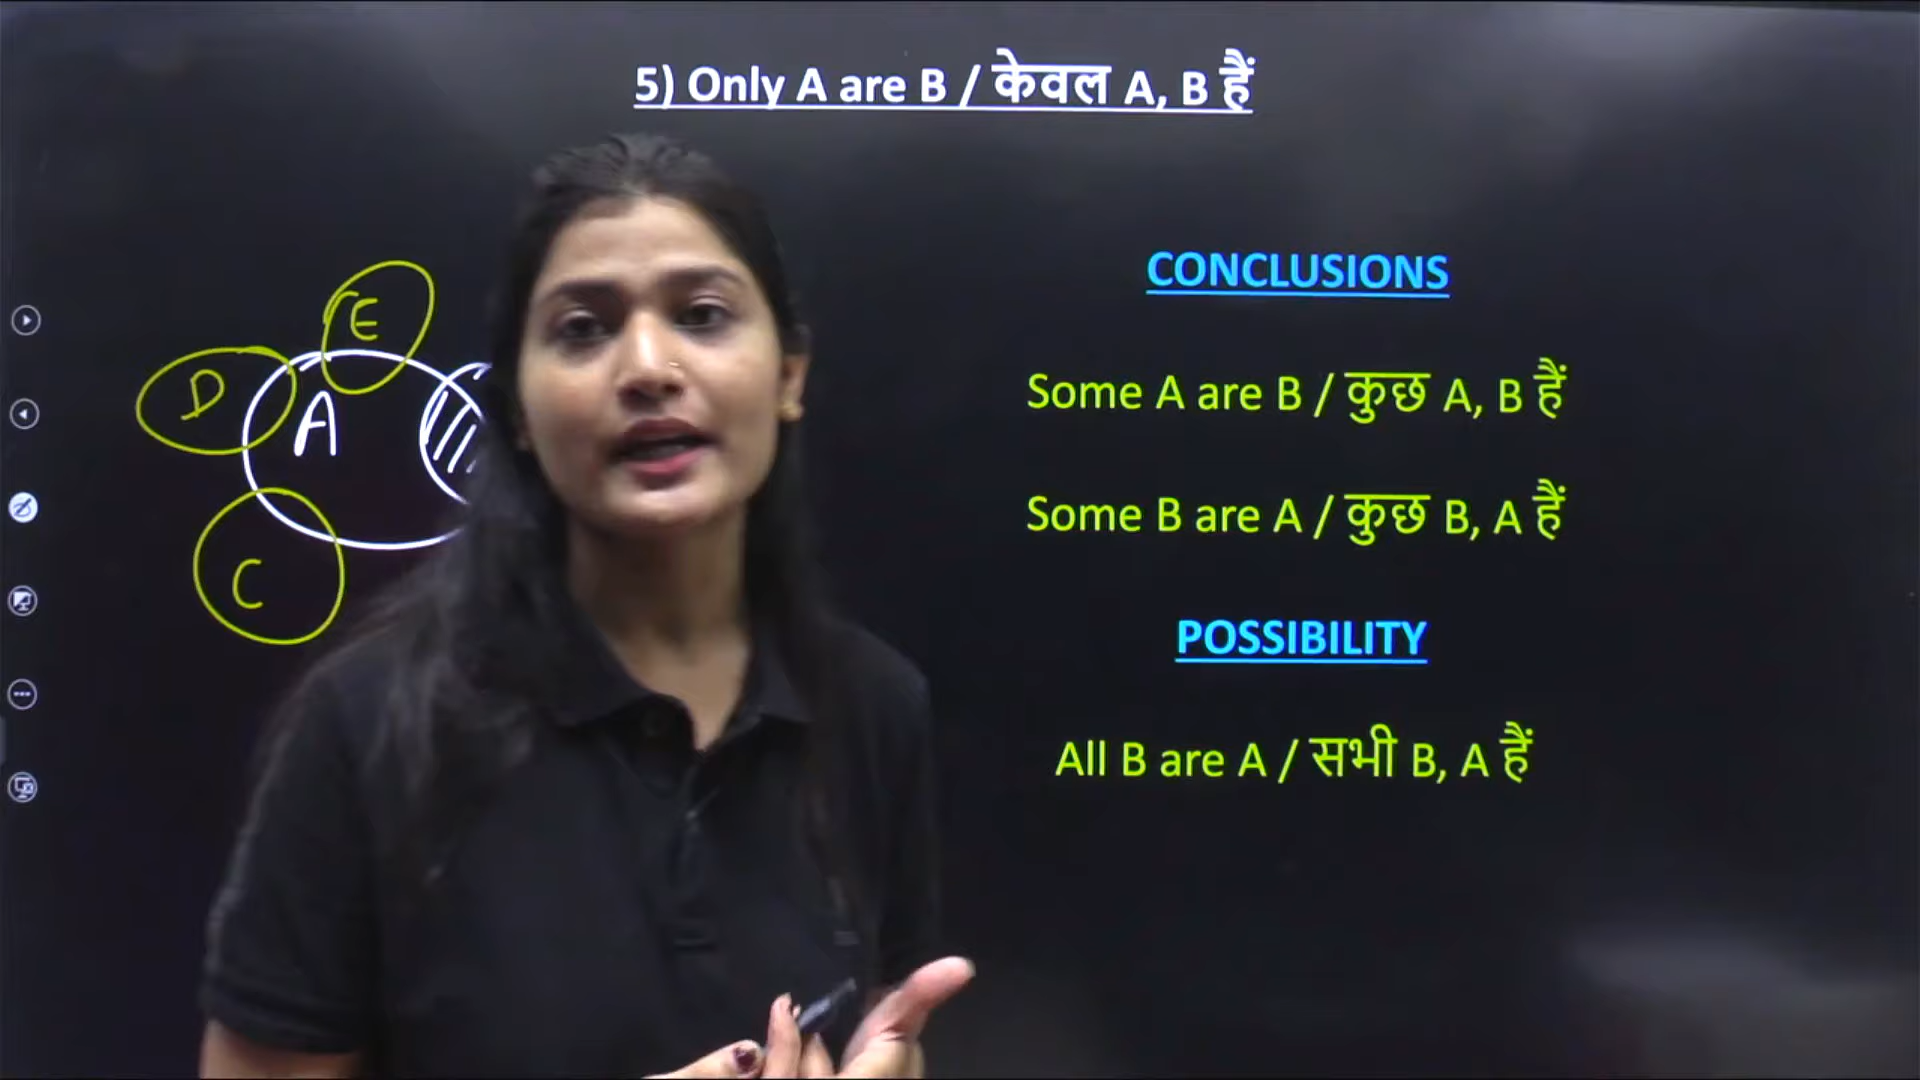 5) Only A are B / केवल A, B हैं
CONCLUSIONS
E
D
A
Some A are B / कुछ A, B हैं
Some B are A / कुछ B, A हैं
C
POSSIBILITY
All B are A / सभी B, A हैं